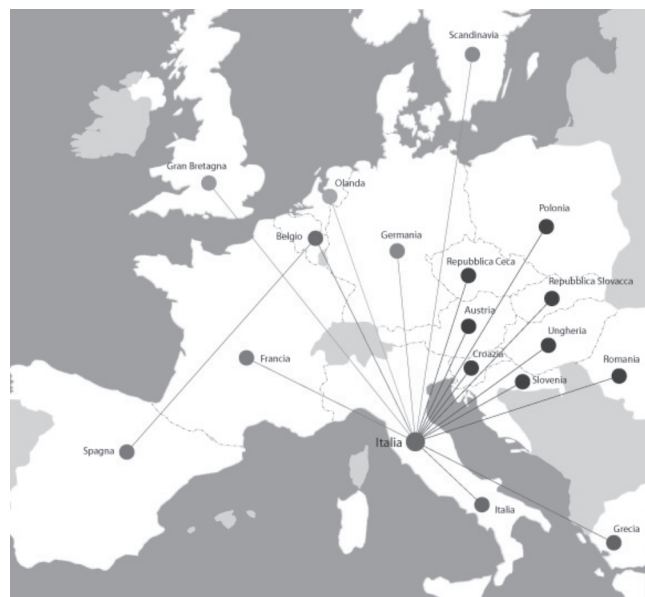 Scandinavia
Gran Bretagna
Olanda
Polonia
Belgio
Germania
Repubblica Ceca
Repubblica Slovacca
Austria
Ungheria
Francia
Croazia
Romania
Slovenia
Italia
Spagna
Italia
Grecia